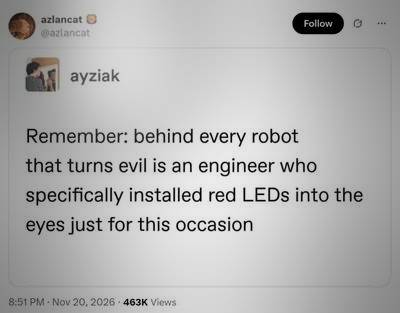 azlancat
@azlancat
Follow
ayziak
Remember: behind every robot
that turns evil is an engineer who
specifically installed red LEDs into the
eyes just for this occasion
8:51 PM · Nov 20, 2026 · 463K Views